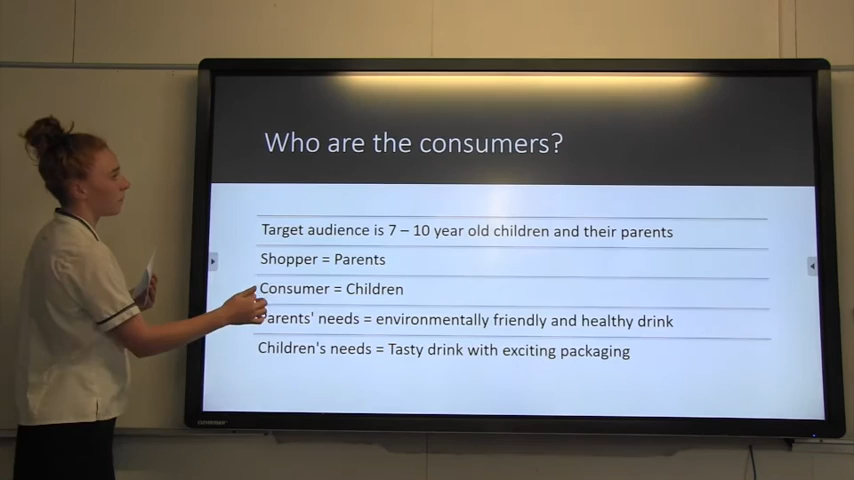 Who are the consumers?
Target audience is 7 – 10 year old children and their parents
Shopper = Parents
Consumer = Children
Parents' needs = environmentally friendly and healthy drink
Children's needs = Tasty drink with exciting packaging